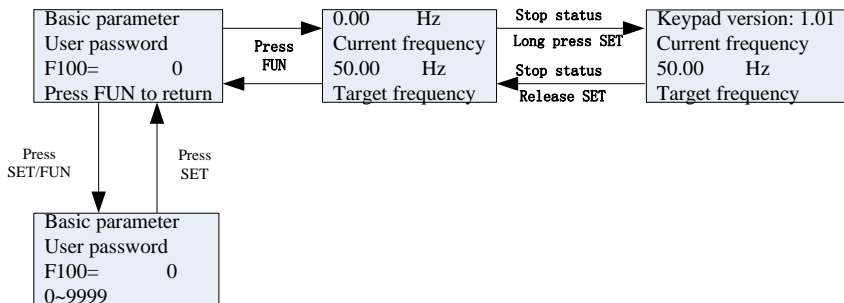 Basic parameter
User password
F100= 0
Press FUN to return
Press
FUN
0.00 Hz
Current frequency
50.00 Hz
Target frequency
Stop status
Long press SET
Stop status
Release SET
Keypad version: 1.01
Current frequency
50.00 Hz
Target frequency
Press
SET/FUN
Press
SET
Basic parameter
User password
F100= 0
0~9999